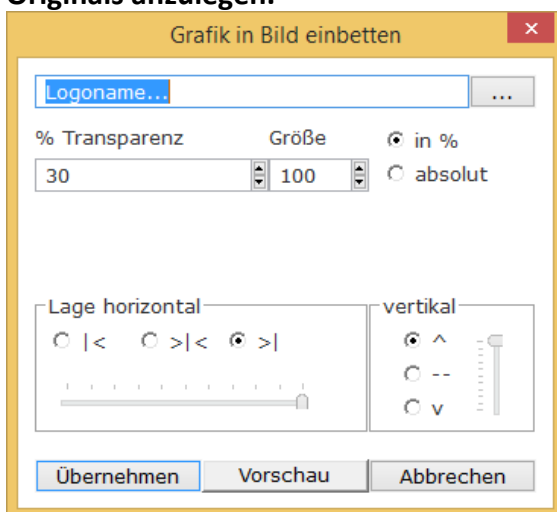 Originals anzulegen.
Grafik in Bild einbetten
Logoname...
...
% Transparenz Größe in %
30 100 absolut
Lage horizontal vertikal
|< >|< >| ^
--
v
Übernehmen Vorschau Abbrechen